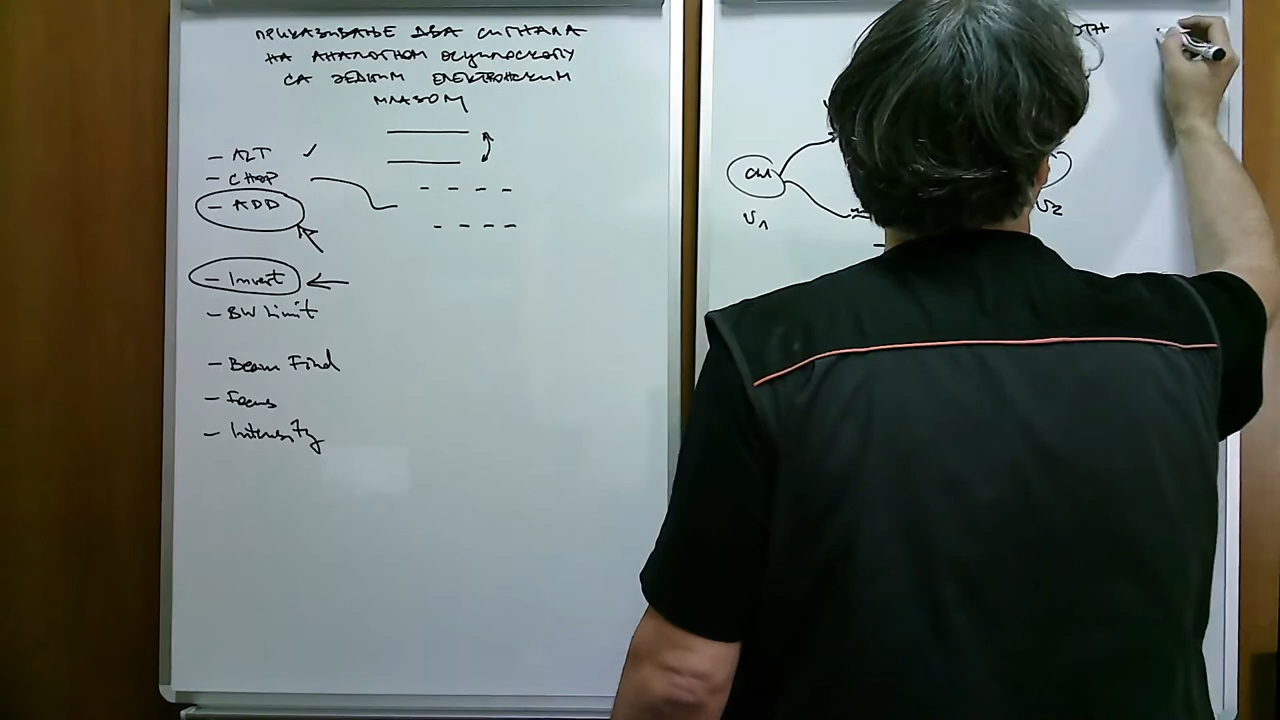 ПРИКАЗИВАЊЕ ДВА СИГНАЛА
НА АНАЛОГНОМ ОСЦИЛОСКОПУ
СА ЈЕДНИМ ЕЛЕКТРОНСКИМ
МЛАЗОМ
- ALT ✓
- CHOP
- ADD
- Invert
- BW Limit
- Beam Find
- Focus
- Intensity
CH1
U1
U2